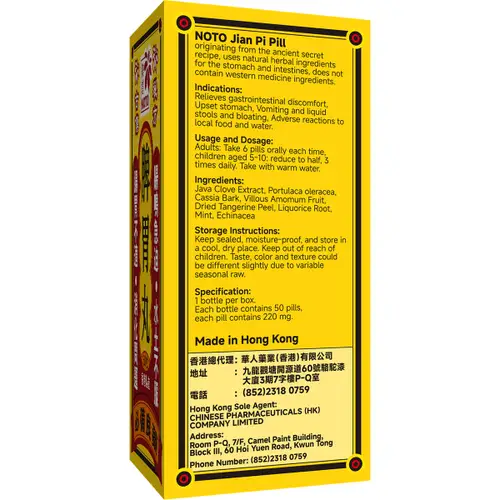 NOTO Jian Pi Pill
originating from the ancient secret
recipe, uses natural herbal ingredients
for the stomach and intestines, does not
contain western medicine ingredients.
Indications:
Relieves gastrointestinal discomfort,
Upset stomach, Vomiting and liquid
stools and bloating, Adverse reactions to
local food and water.
Usage and Dosage:
Adults: Take 6 pills orally each time,
children aged 5-10: reduce to half, 3
times daily. Take with warm water.
Ingredients:
Java Clove Extract, Portulaca oleracea,
Cassia Bark, Villous Amomum Fruit,
Dried Tangerine Peel, Liquorice Root,
Mint, Echinacea
Storage Instructions:
Keep sealed, moisture-proof, and store in
a cool, dry place. Keep out of reach of
children. Taste, color and texture could
be different slightly due to variable
seasonal raw.
Specification:
1 bottle per box.
Each bottle contains 50 pills,
each pill contains 220 mg.
Made in Hong Kong
香港總代理：華人藥業(香港)有限公司
地址 ：九龍觀塘開源道60號駱駝漆
大廈3期7字樓P-Q室
電話 ：(852)2318 0759
Hong Kong Sole Agent:
CHINESE PHARMACEUTICALS (HK)
COMPANY LIMITED
Address:
Room P-Q, 7/F, Camel Paint Building,
Block III, 60 Hoi Yuen Road, Kwun Tong
Phone Number: (852)2318 0759